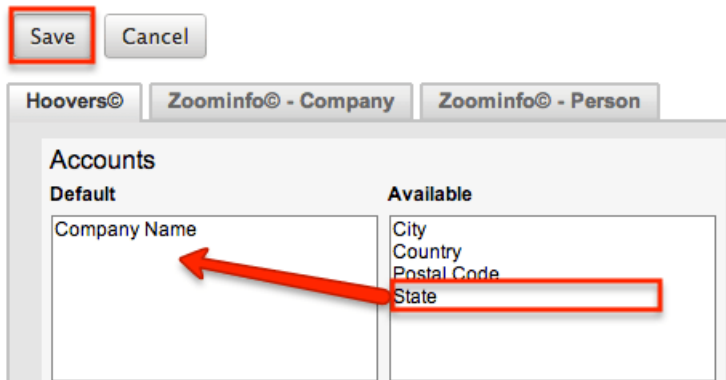 Save Cancel
Hoovers© Zoominfo© - Company Zoominfo© - Person
Accounts
Default Available
Company Name
City
Country
Postal Code
State